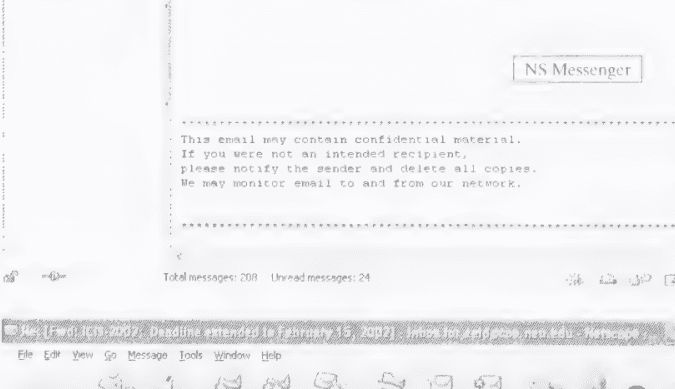 NS Messenger
This email may contain confidential material.
If you were not an intended recipient,
please notify the sender and delete all copies.
We may monitor email to and from our network.
Total messages: 208 Unread messages: 24
Re: [Fwd: 2002: Deadline extended to February 15, 2002] - Inbox for - Netscape
File Edit View Go Message Tools Window Help